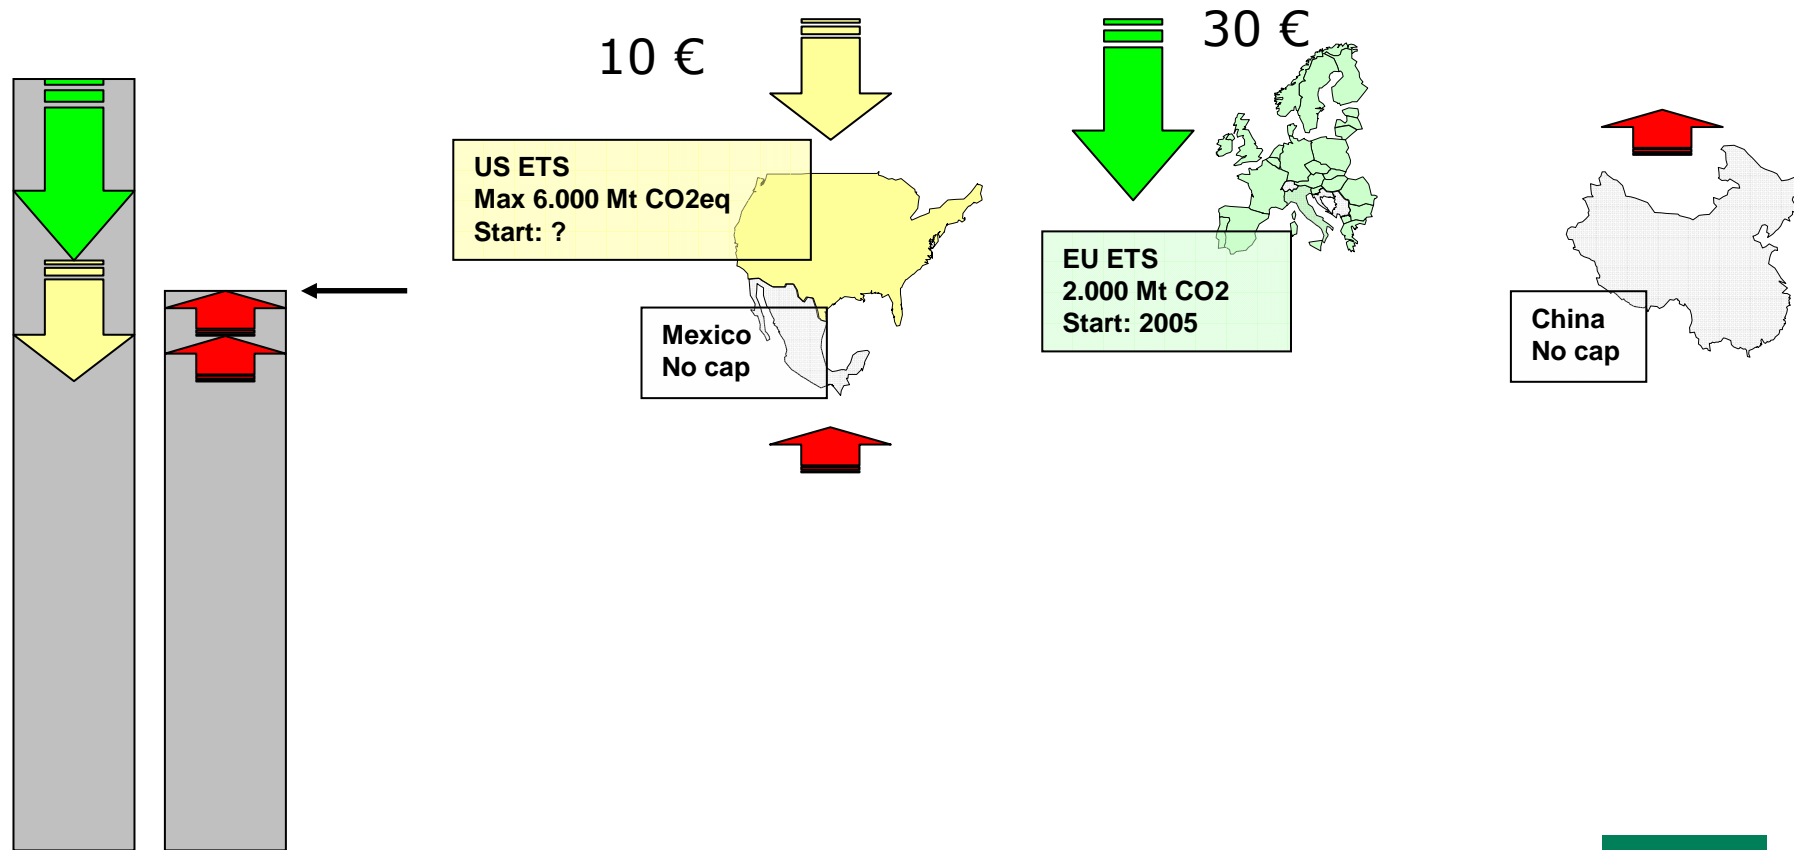 10 €
30 €
US ETS
Max 6.000 Mt CO2eq
Start: ?
EU ETS
2.000 Mt CO2
Start: 2005
Mexico
No cap
China
No cap